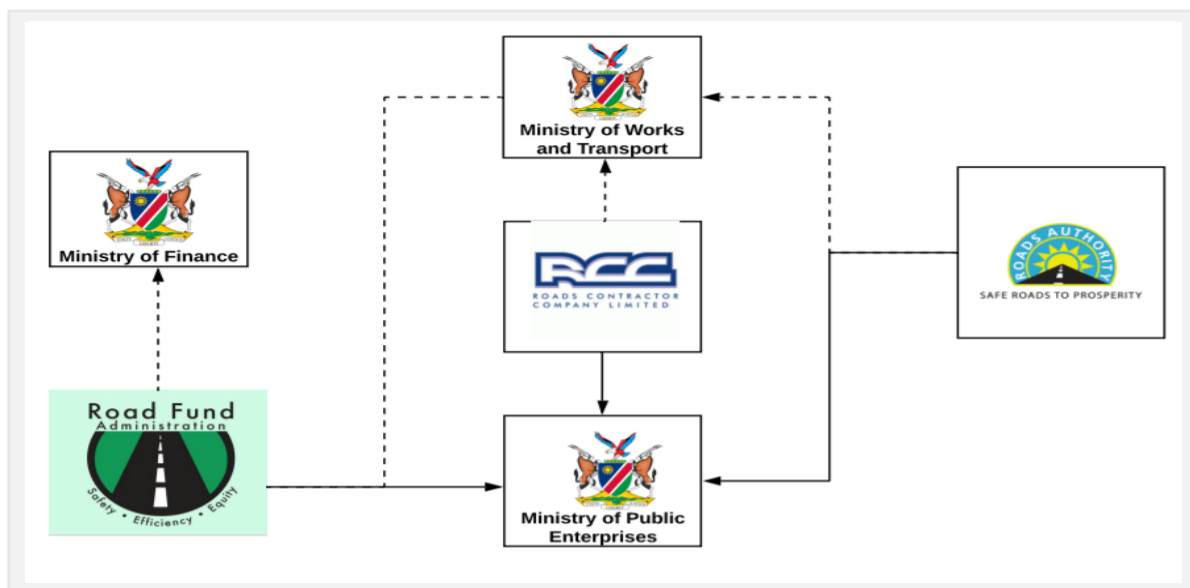 Ministry of Works
and Transport
Ministry of Finance
RCC
ROADS CONTRACTOR
COMPANY LIMITED
ROADS AUTHORITY
SAFE ROADS TO PROSPERITY
Road Fund
Administration
Safety • Efficiency • Equity
Ministry of Public
Enterprises